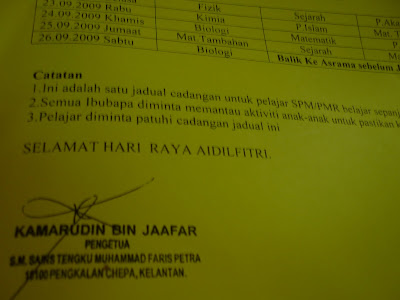 23.09.2009 Rabu Fizik
24.09.2009 Khamis Kimia Sejarah
25.09.2009 Jumaat Biologi P.Islam
26.09.2009 Sabtu Mat.Tambahan Matematik Mat.
Biologi Sejarah
Balik Ke Asrama sebelum
Catatan
1.Ini adalah satu jadual cadangan untuk pelajar SPM/PMR belajar
2.Semua Ibubapa diminta memantau aktiviti anak-anak untuk pastikan
3.Pelajar diminta patuhi cadangan jadual ini
SELAMAT HARI RAYA AIDILFITRI.
KAMARUDIN BIN JAAFAR
PENGETUA
S.M. SAINS TENGKU MUHAMMAD FARIS PETRA
16100 PENGKALAN CHEPA, KELANTAN.